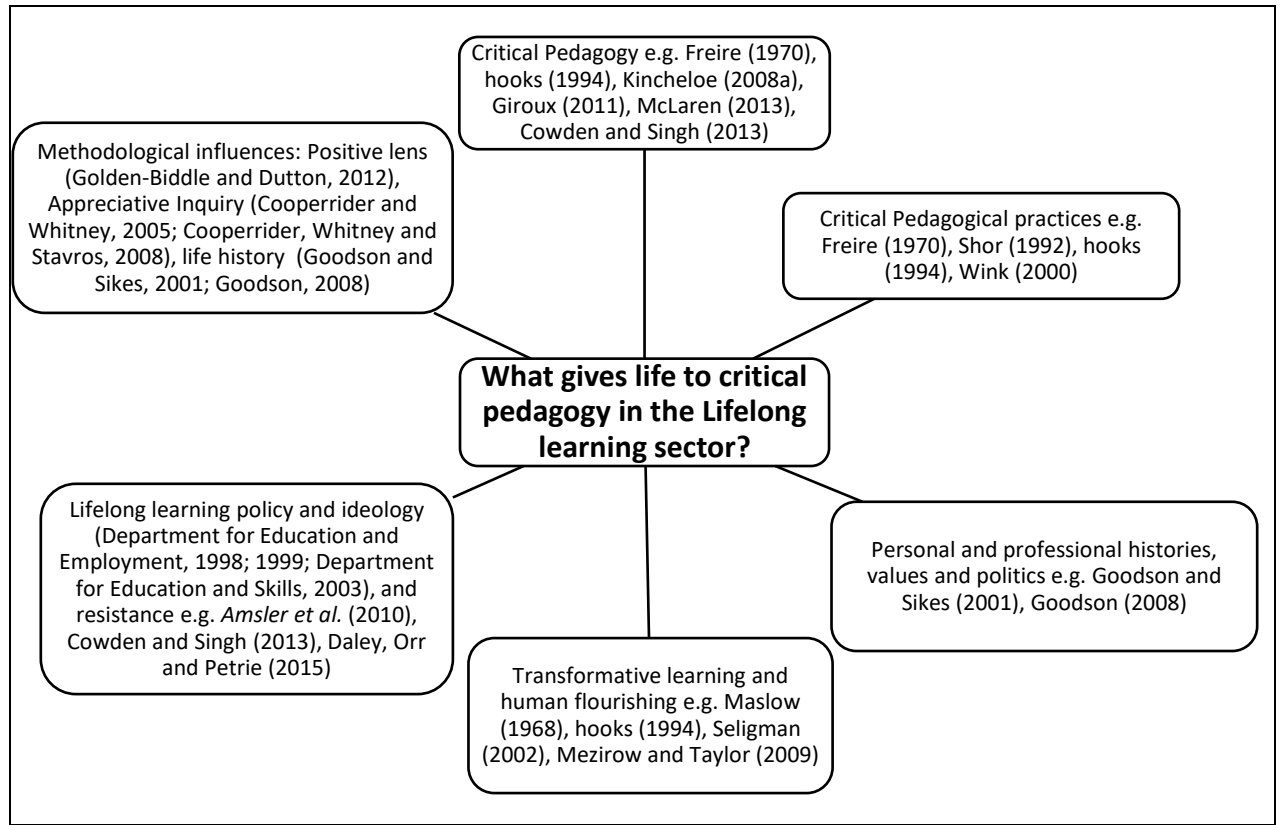 Critical Pedagogy e.g. Freire (1970),
hooks (1994), Kincheloe (2008a),
Giroux (2011), McLaren (2013),
Cowden and Singh (2013)
Methodological influences: Positive lens
(Golden-Biddle and Dutton, 2012),
Appreciative Inquiry (Cooperrider and
Whitney, 2005; Cooperrider, Whitney and
Stavros, 2008), life history (Goodson and
Sikes, 2001; Goodson, 2008)
Critical Pedagogical practices e.g.
Freire (1970), Shor (1992), hooks
(1994), Wink (2000)
What gives life to critical
pedagogy in the Lifelong
learning sector?
Lifelong learning policy and ideology
(Department for Education and
Employment, 1998; 1999; Department
for Education and Skills, 2003), and
resistance e.g. Amsler et al. (2010),
Cowden and Singh (2013), Daley, Orr
and Petrie (2015)
Personal and professional histories,
values and politics e.g. Goodson and
Sikes (2001), Goodson (2008)
Transformative learning and
human flourishing e.g. Maslow
(1968), hooks (1994), Seligman
(2002), Mezirow and Taylor (2009)